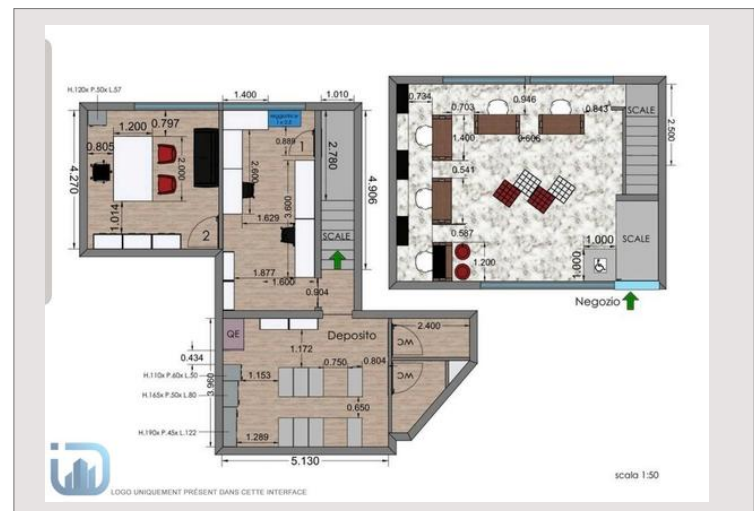 H.120x P.50x L.57
1.400
1.010
0.797
1.200
0.805
2.000
1.014
4.270
2
0.889
1
2.600
3.600
1.629
1.877
1.600
2.780
4.906
SCALE
0.904
0.734
0.703
0.946
0.843
SCALE
2.500
1.400
0.606
0.541
0.587
1.200
1.000
SCALE
1.000
Negozio
QE
Deposito
2.400
WC
WC
0.434
1.172
0.750
0.804
1.153
3.960
H.110x P.60x L.50
H.165x P.50x L.80
0.650
H.190x P.45x L.122
1.289
5.130
scala 1:50
LOGO UNIQUEMENT PRÉSENT DANS CETTE INTERFACE